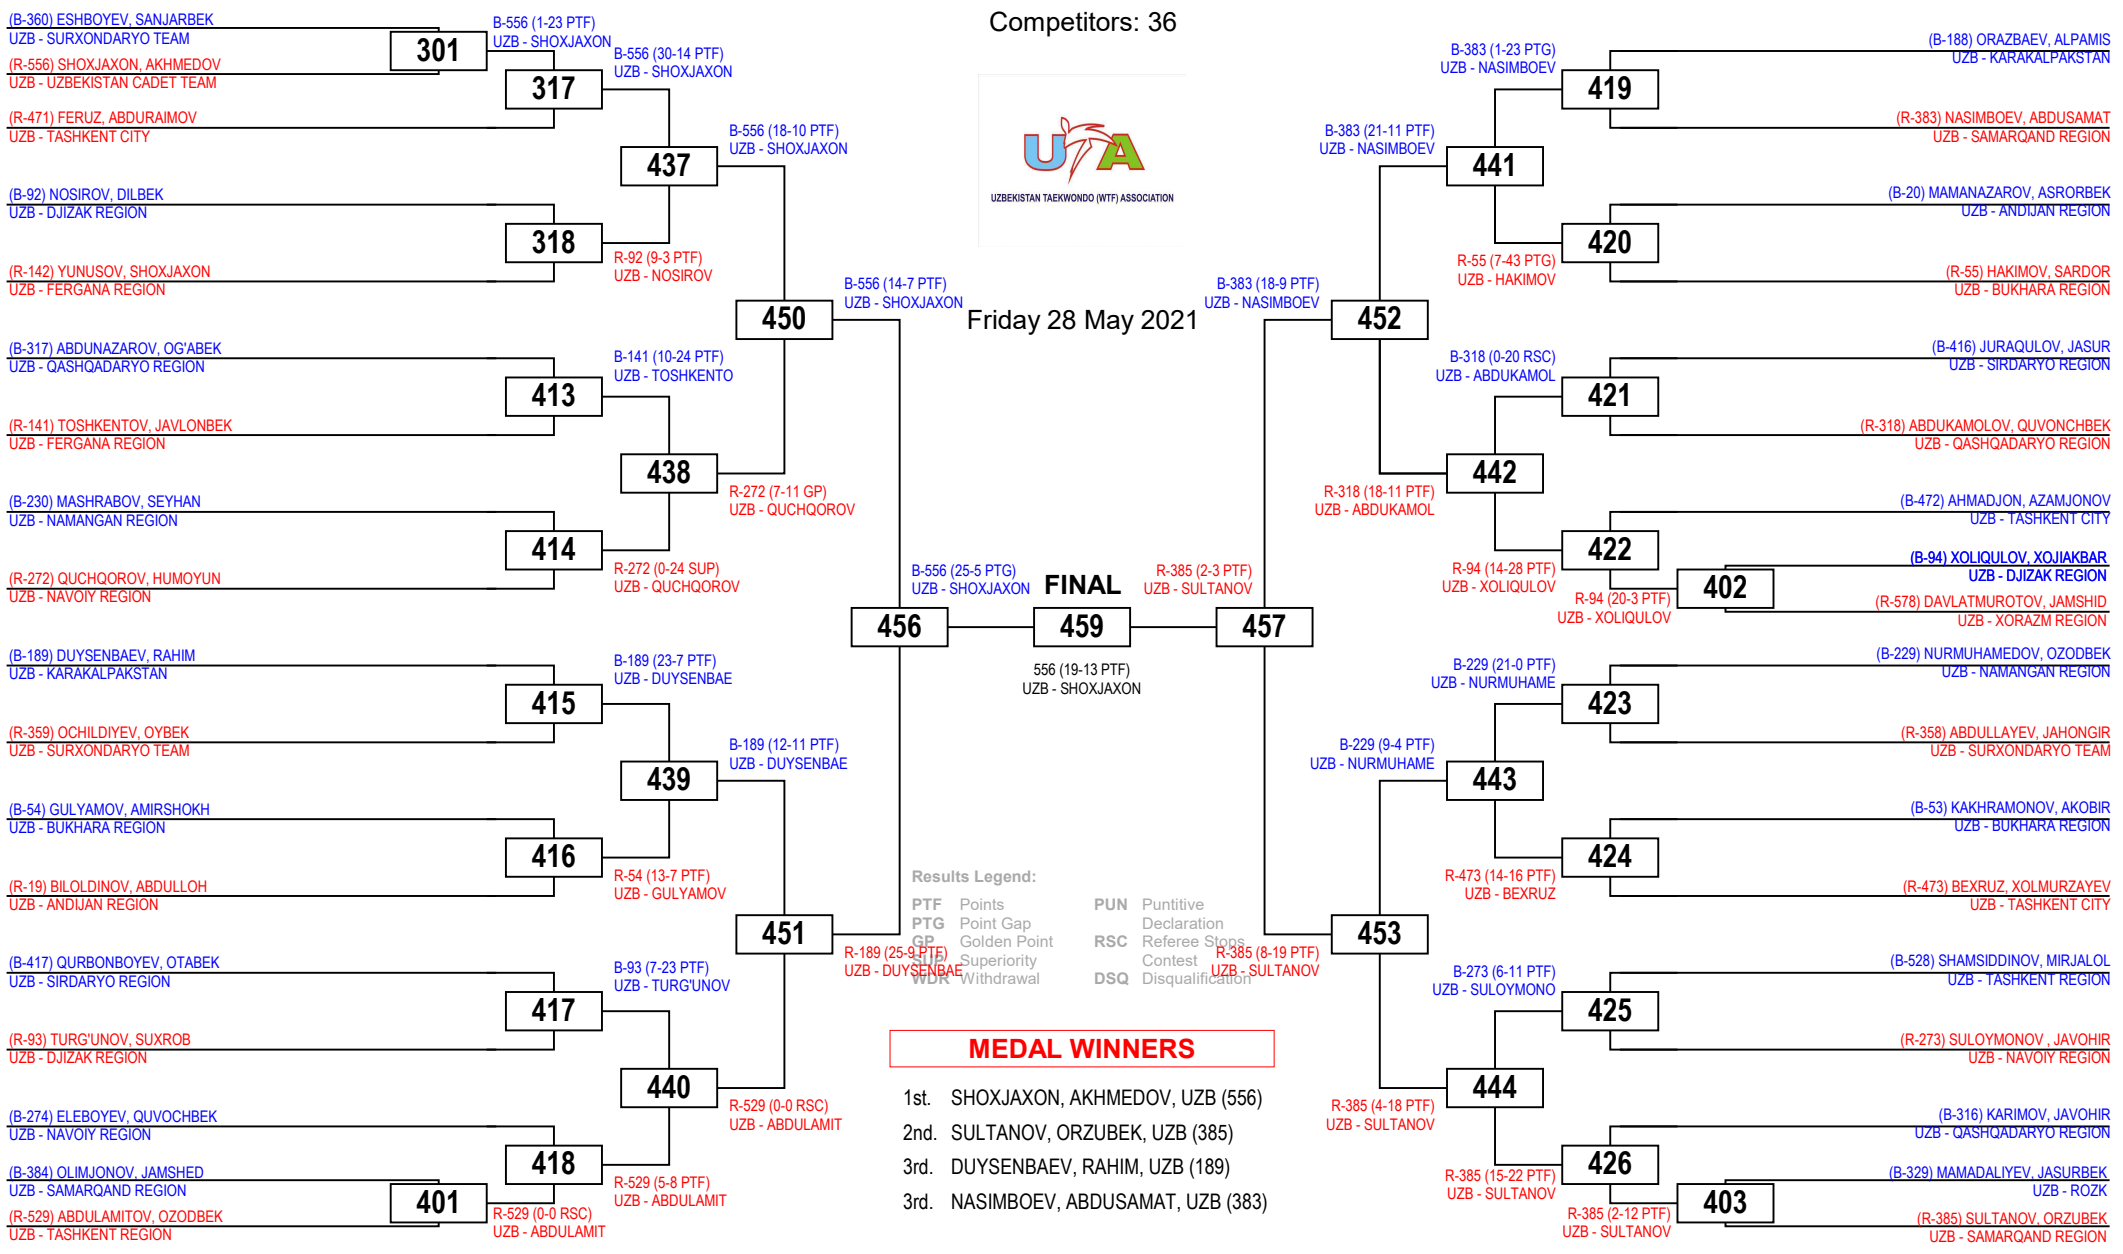 Competitors: 36
UZBEKISTAN TAEKWONDO (WTF) ASSOCIATION
Friday 28 May 2021
(B-360) ESHBOYEV, SANJARBEK
UZB - SURXONDARYO TEAM
(R-556) SHOXJAXON, AKHMEDOV
UZB - UZBEKISTAN CADET TEAM
(R-471) FERUZ, ABDURAIMOV
UZB - TASHKENT CITY
(B-92) NOSIROV, DILBEK
UZB - DJIZAK REGION
(R-142) YUNUSOV, SHOXJAXON
UZB - FERGANA REGION
(B-317) ABDUNAZAROV, OG'ABEK
UZB - QASHQADARYO REGION
(R-141) TOSHKENTOV, JAVLONBEK
UZB - FERGANA REGION
(B-230) MASHRABOV, SEYHAN
UZB - NAMANGAN REGION
(R-272) QUCHQOROV, HUMOYUN
UZB - NAVOIY REGION
(B-189) DUYSENBAEV, RAHIM
UZB - KARAKALPAKSTAN
(R-359) OCHILDIYEV, OYBEK
UZB - SURXONDARYO TEAM
(B-54) GULYAMOV, AMIRSHOKH
UZB - BUKHARA REGION
(R-19) BILOLDINOV, ABDULLOH
UZB - ANDIJAN REGION
(B-417) QURBONBOYEV, OTABEK
UZB - SIRDARYO REGION
(R-93) TURG'UNOV, SUXROB
UZB - DJIZAK REGION
(B-274) ELEBOYEV, QUVOCHBEK
UZB - NAVOIY REGION
(B-384) OLIMJONOV, JAMSHED
UZB - SAMARQAND REGION
(R-529) ABDULAMITOV, OZODBEK
UZB - TASHKENT REGION
301
401
B-556 (1-23 PTF)
UZB - SHOXJAXON
R-529 (0-0 RSC)
UZB - ABDULAMIT
317
318
413
414
415
416
417
418
B-556 (30-14 PTF)
UZB - SHOXJAXON
R-92 (9-3 PTF)
UZB - NOSIROV
B-141 (10-24 PTF)
UZB - TOSHKENTO
R-272 (0-24 SUP)
UZB - QUCHQOROV
B-189 (23-7 PTF)
UZB - DUYSENBAE
R-54 (13-7 PTF)
UZB - GULYAMOV
B-93 (7-23 PTF)
UZB - TURG'UNOV
R-529 (5-8 PTF)
UZB - ABDULAMIT
437
438
439
440
B-556 (18-10 PTF)
UZB - SHOXJAXON
R-272 (7-11 GP)
UZB - QUCHQOROV
B-189 (12-11 PTF)
UZB - DUYSENBAE
R-529 (0-0 RSC)
UZB - ABDULAMIT
450
451
B-556 (14-7 PTF)
UZB - SHOXJAXON
R-189 (25-9 PTF)
UZB - DUYSENBAE
456
B-556 (25-5 PTG)
UZB - SHOXJAXON
FINAL
459
556 (19-13 PTF)
UZB - SHOXJAXON
R-385 (2-3 PTF)
UZB - SULTANOV
457
B-383 (18-9 PTF)
UZB - NASIMBOEV
R-385 (8-19 PTF)
UZB - SULTANOV
452
453
B-383 (21-11 PTF)
UZB - NASIMBOEV
R-318 (18-11 PTF)
UZB - ABDUKAMOL
B-229 (9-4 PTF)
UZB - NURMUHAME
R-385 (4-18 PTF)
UZB - SULTANOV
441
442
443
444
B-383 (1-23 PTG)
UZB - NASIMBOEV
R-55 (7-43 PTG)
UZB - HAKIMOV
B-318 (0-20 RSC)
UZB - ABDUKAMOL
R-94 (14-28 PTF)
UZB - XOLIQULOV
B-229 (21-0 PTF)
UZB - NURMUHAME
R-473 (14-16 PTF)
UZB - BEXRUZ
B-273 (6-11 PTF)
UZB - SULOYMONO
R-385 (15-22 PTF)
UZB - SULTANOV
419
420
421
422
423
424
425
426
R-94 (20-3 PTF)
UZB - XOLIQULOV
R-385 (2-12 PTF)
UZB - SULTANOV
402
403
(B-188) ORAZBAEV, ALPAMIS
UZB - KARAKALPAKSTAN
(R-383) NASIMBOEV, ABDUSAMAT
UZB - SAMARQAND REGION
(B-20) MAMANAZAROV, ASRORBEK
UZB - ANDIJAN REGION
(R-55) HAKIMOV, SARDOR
UZB - BUKHARA REGION
(B-416) JURAQULOV, JASUR
UZB - SIRDARYO REGION
(R-318) ABDUKAMOLOV, QUVONCHBEK
UZB - QASHQADARYO REGION
(B-472) AHMADJON, AZAMJONOV
UZB - TASHKENT CITY
(B-94) XOLIQULOV, XOJIAKBAR
UZB - DJIZAK REGION
(R-578) DAVLATMUROTOV, JAMSHID
UZB - XORAZM REGION
(B-229) NURMUHAMEDOV, OZODBEK
UZB - NAMANGAN REGION
(R-358) ABDULLAYEV, JAHONGIR
UZB - SURXONDARYO TEAM
(B-53) KAKHRAMONOV, AKOBIR
UZB - BUKHARA REGION
(R-473) BEXRUZ, XOLMURZAYEV
UZB - TASHKENT CITY
(B-528) SHAMSIDDINOV, MIRJALOL
UZB - TASHKENT REGION
(R-273) SULOYMONOV , JAVOHIR
UZB - NAVOIY REGION
(B-316) KARIMOV, JAVOHIR
UZB - QASHQADARYO REGION
(B-329) MAMADALIYEV, JASURBEK
UZB - ROZK
(R-385) SULTANOV, ORZUBEK
UZB - SAMARQAND REGION
Results Legend:
PTF Points
PTG Point Gap
GP Golden Point
SUP Superiority
WDR Withdrawal
PUN Puntitive
Declaration
RSC Referee Stops
Contest
DSQ Disqualification
MEDAL WINNERS
1st. SHOXJAXON, AKHMEDOV, UZB (556)
2nd. SULTANOV, ORZUBEK, UZB (385)
3rd. DUYSENBAEV, RAHIM, UZB (189)
3rd. NASIMBOEV, ABDUSAMAT, UZB (383)